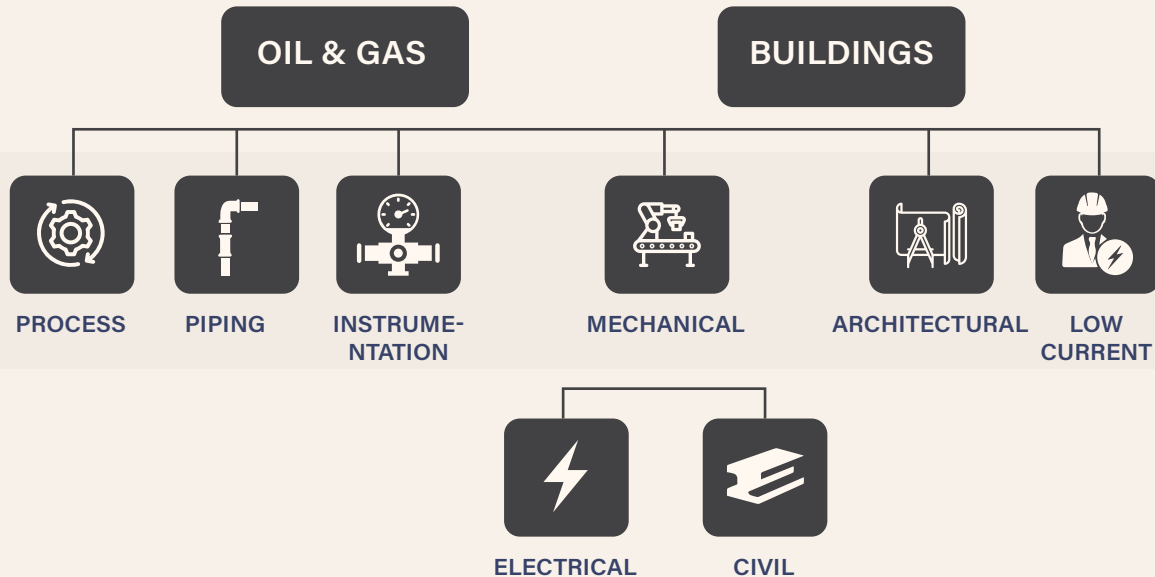 OIL & GAS
BUILDINGS
PROCESS
PIPING
INSTRUME-
NTATION
MECHANICAL
ARCHITECTURAL
LOW
CURRENT
ELECTRICAL
CIVIL